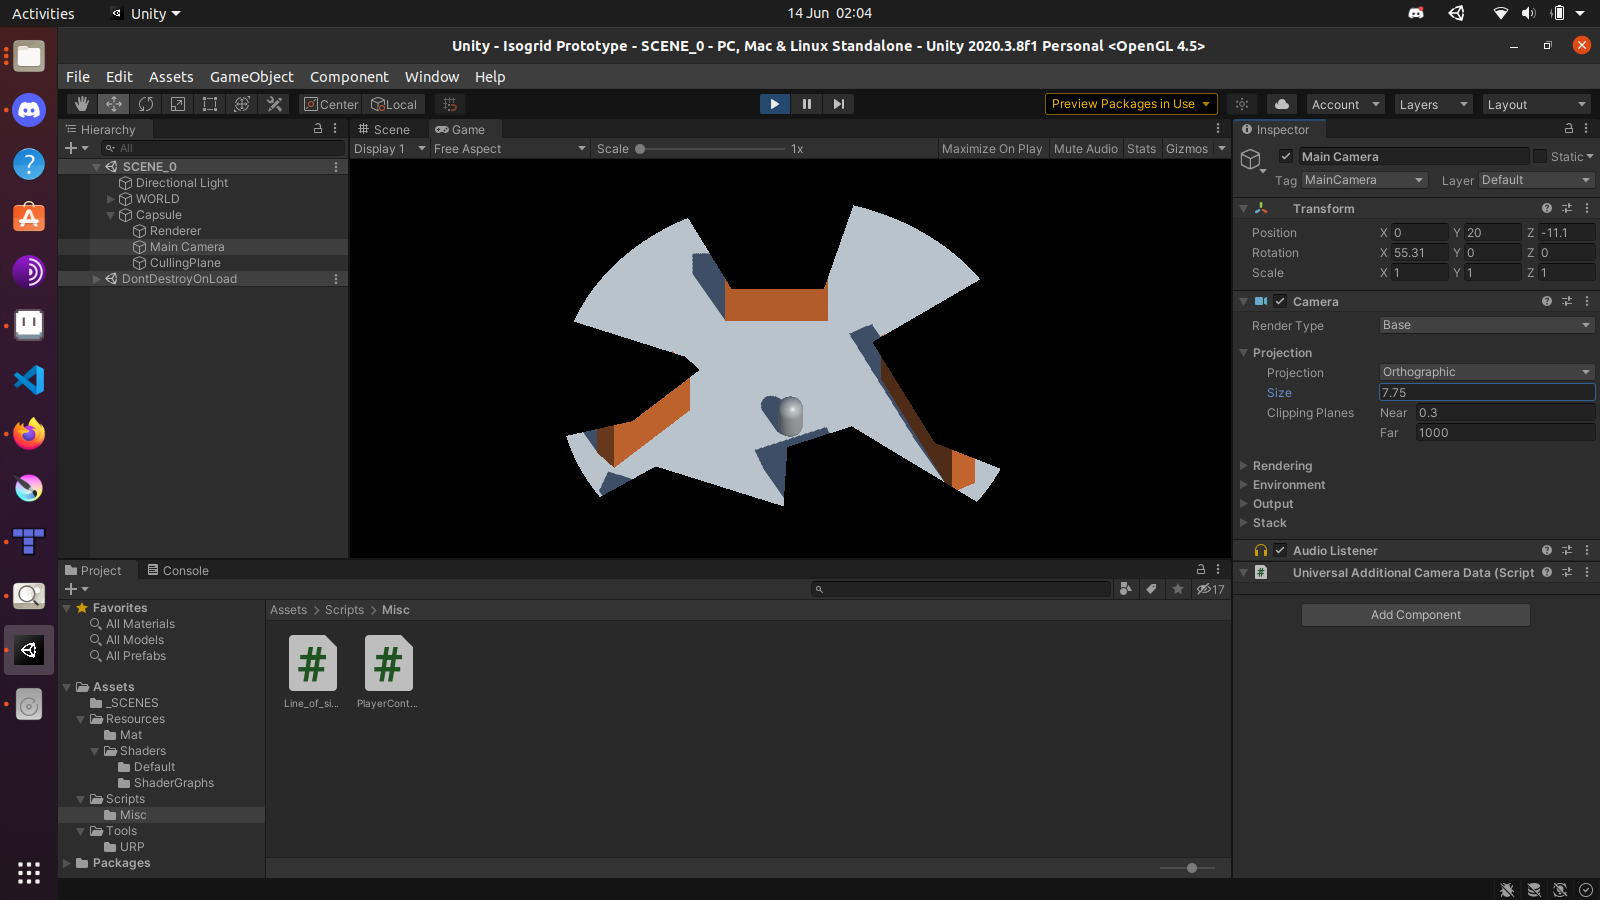 Activities Unity 14 Jun 02:04
Unity - Isogrid Prototype - SCENE_0 - PC, Mac & Linux Standalone - Unity 2020.3.8f1 Personal <OpenGL 4.5>
File Edit Assets GameObject Component Window Help
Center Local Preview Packages in Use Account Layers Layout
Hierarchy
All
SCENE_0
Directional Light
WORLD
Capsule
Renderer
Main Camera
CullingPlane
DontDestroyOnLoad
Scene Game
Display 1 Free Aspect Scale 1x Maximize On Play Mute Audio Stats Gizmos
Inspector
Main Camera Static
Tag MainCamera Layer Default
Transform
Position X 0 Y 20 Z -11.1
Rotation X 55.31 Y 0 Z 0
Scale X 1 Y 1 Z 1
Camera
Render Type Base
Projection
Projection Orthographic
Size 7.75
Clipping Planes Near 0.3
Far 1000
Rendering
Environment
Output
Stack
Audio Listener
# Universal Additional Camera Data (Script
Add Component
Project Console
17
Favorites
All Materials
All Models
All Prefabs
Assets
_SCENES
Resources
Mat
Shaders
Default
ShaderGraphs
Scripts
Misc
Tools
URP
Packages
Assets > Scripts > Misc
# #
Line_of_si... PlayerCont...